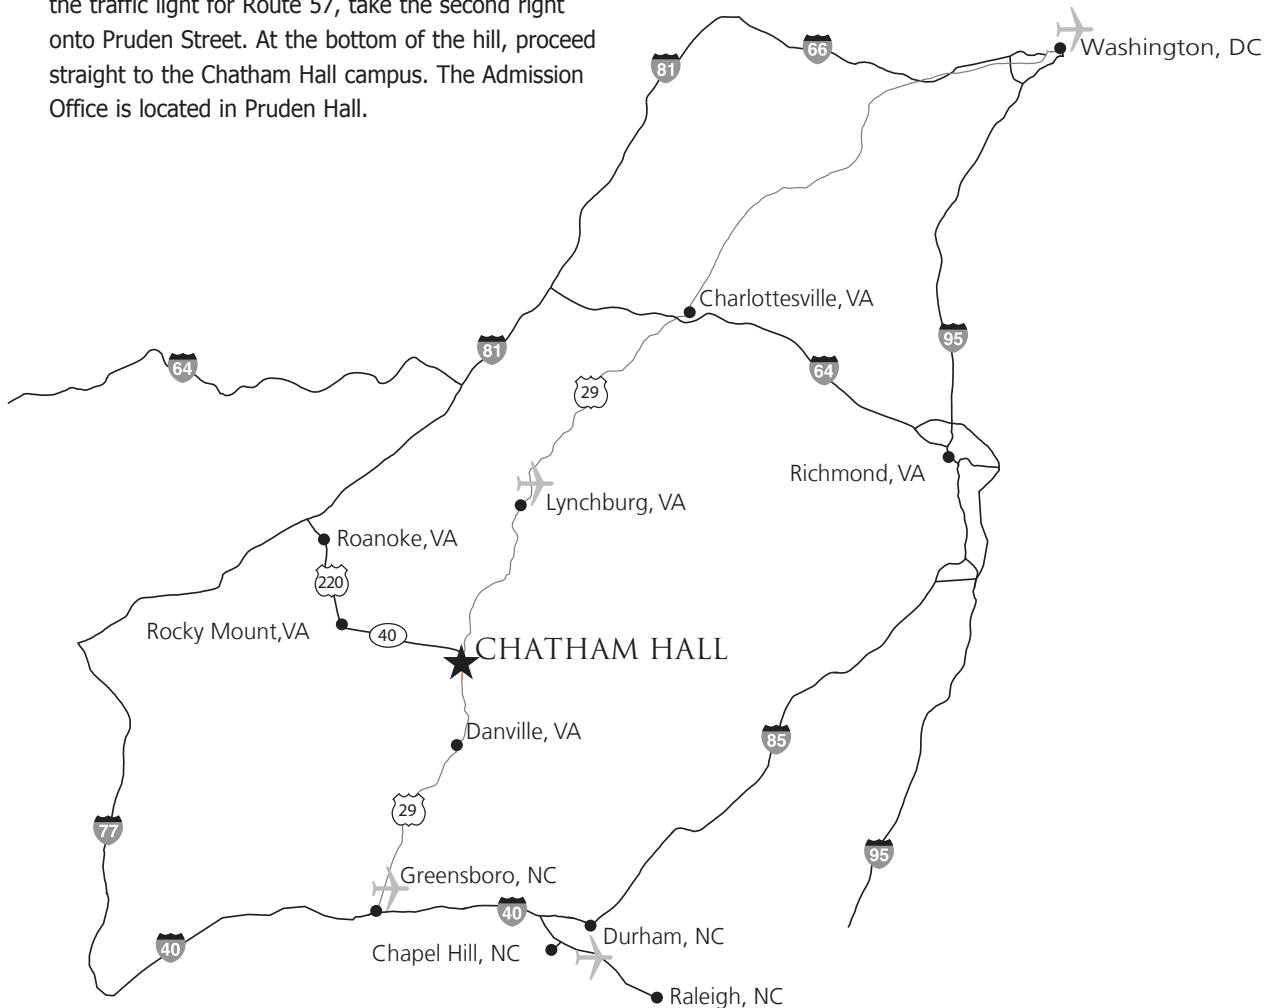 the traffic light for Route 57, take the second right
onto Pruden Street. At the bottom of the hill, proceed
straight to the Chatham Hall campus. The Admission
Office is located in Pruden Hall.
81
66
Washington, DC
Charlottesville, VA
64
81
95
64
29
Richmond, VA
Lynchburg, VA
Roanoke, VA
220
Rocky Mount, VA
40
CHATHAM HALL
Danville, VA
85
29
77
95
Greensboro, NC
40
40
Durham, NC
Chapel Hill, NC
Raleigh, NC